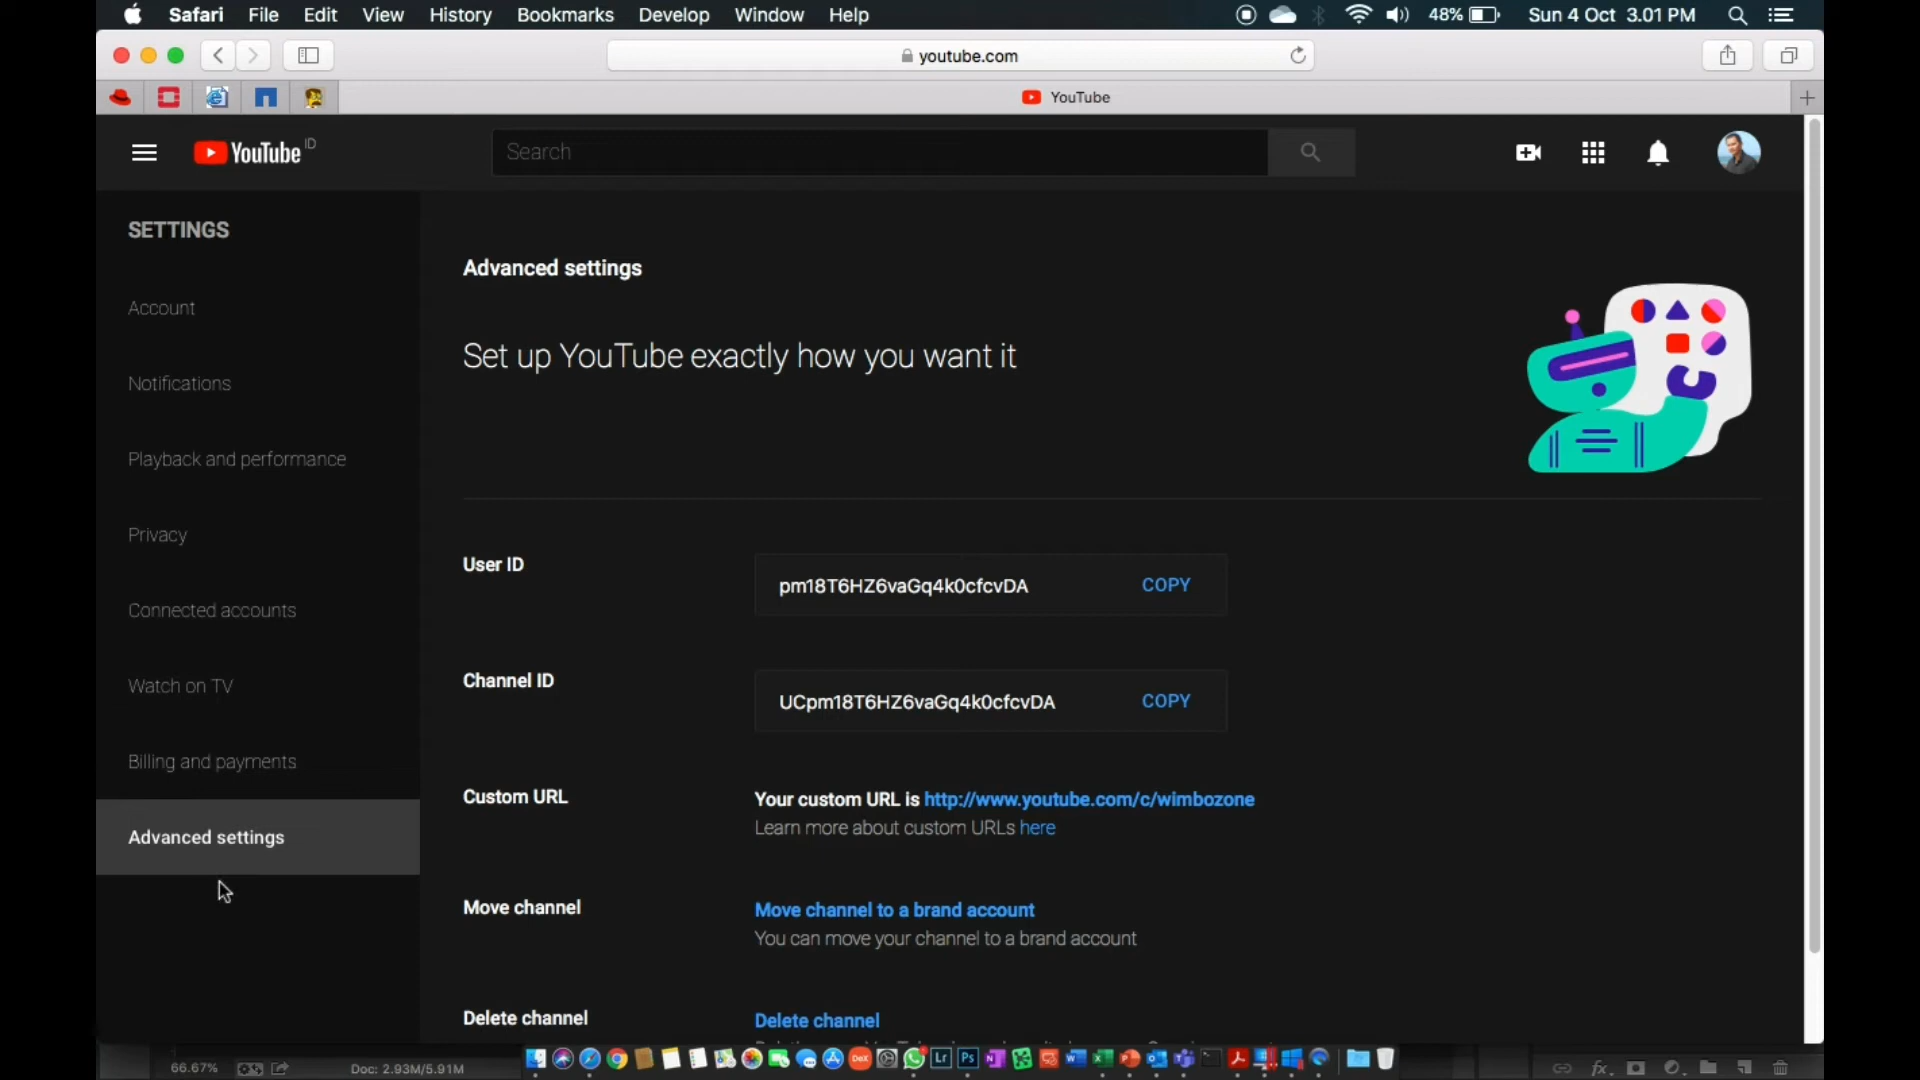 Safari File Edit View History Bookmarks Develop Window Help 48% Sun 4 Oct 3.01 PM
youtube.com
YouTube
YouTube ID Search
SETTINGS
Account
Notifications
Playback and performance
Privacy
Connected accounts
Watch on TV
Billing and payments
Advanced settings
Advanced settings
Set up YouTube exactly how you want it
User ID pm18T6HZ6vaGq4k0cfcvDA COPY
Channel ID UCpm18T6HZ6vaGq4k0cfcvDA COPY
Custom URL Your custom URL is http://www.youtube.com/c/wimbozone
Learn more about custom URLs here
Move channel Move channel to a brand account
You can move your channel to a brand account
Delete channel Delete channel
66.67% Doc: 2.93M/5.91M
Lr Ps
fx